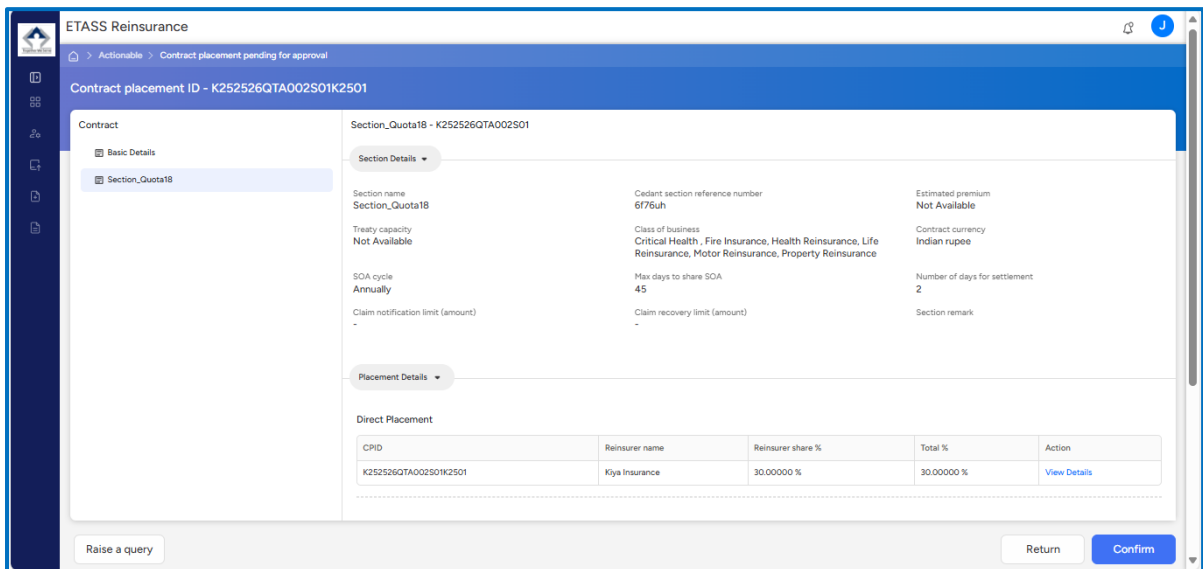 ETASS Reinsurance
J
> Actionable > Contract placement pending for approval
Contract placement ID - K252526QTA002S01K2501
Contract
Basic Details
Section_Quota18
Section_Quota18 - K252526QTA002S01
Section Details
Section name
Section_Quota18
Cedant section reference number
6f76uh
Estimated premium
Not Available
Treaty capacity
Not Available
Class of business
Critical Health , Fire Insurance, Health Reinsurance, Life
Reinsurance, Motor Reinsurance, Property Reinsurance
Contract currency
Indian rupee
SOA cycle
Annually
Max days to share SOA
45
Number of days for settlement
2
Claim notification limit (amount)
-
Claim recovery limit (amount)
-
Section remark
Placement Details
Direct Placement
CPID Reinsurer name Reinsurer share % Total % Action
K252526QTA002S01K2501 Kiya Insurance 30.00000 % 30.00000 % View Details
Raise a query
Return
Confirm